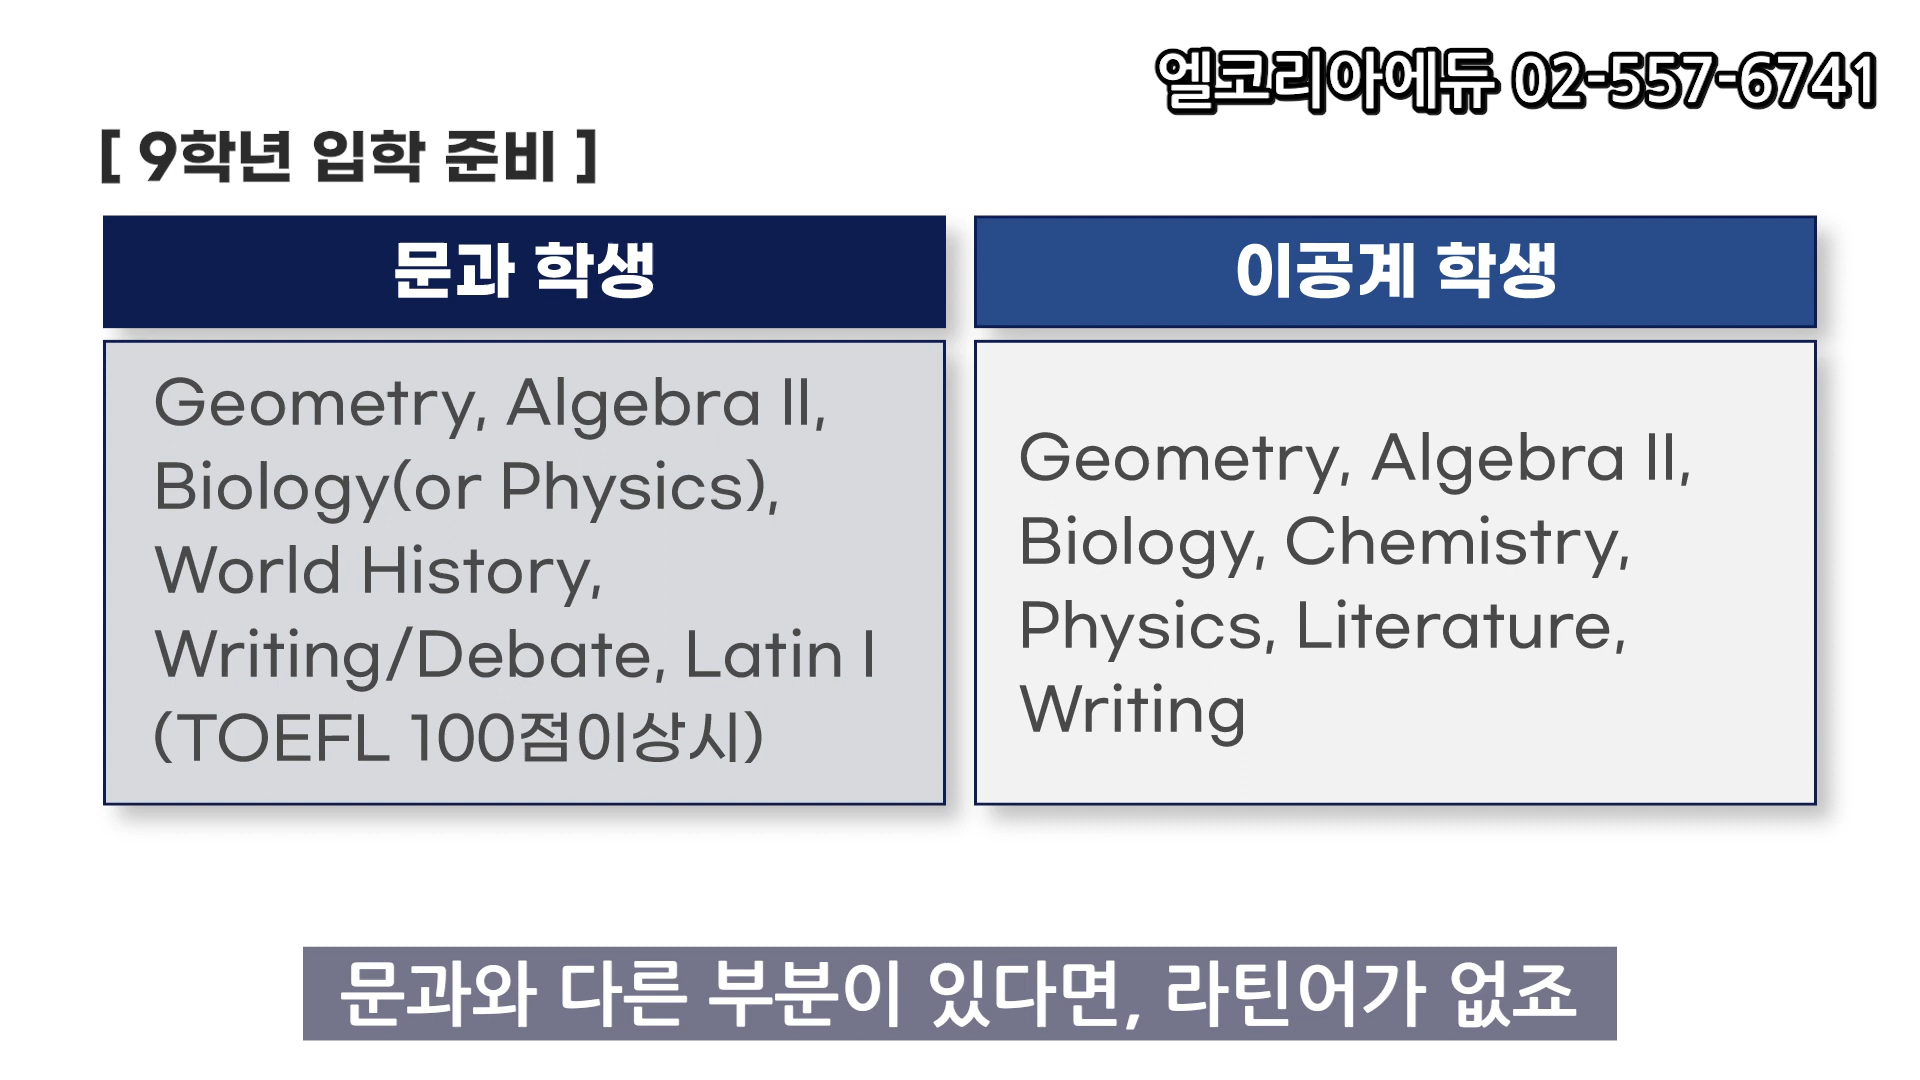 엘코리아에듀 02-557-6741
[ 9학년 입학 준비 ]
문과 학생
Geometry, Algebra II,
Biology(or Physics),
World History,
Writing/Debate, Latin I
(TOEFL 100점이상시)
이공계 학생
Geometry, Algebra II,
Biology, Chemistry,
Physics, Literature,
Writing
문과와 다른 부분이 있다면, 라틴어가 없죠